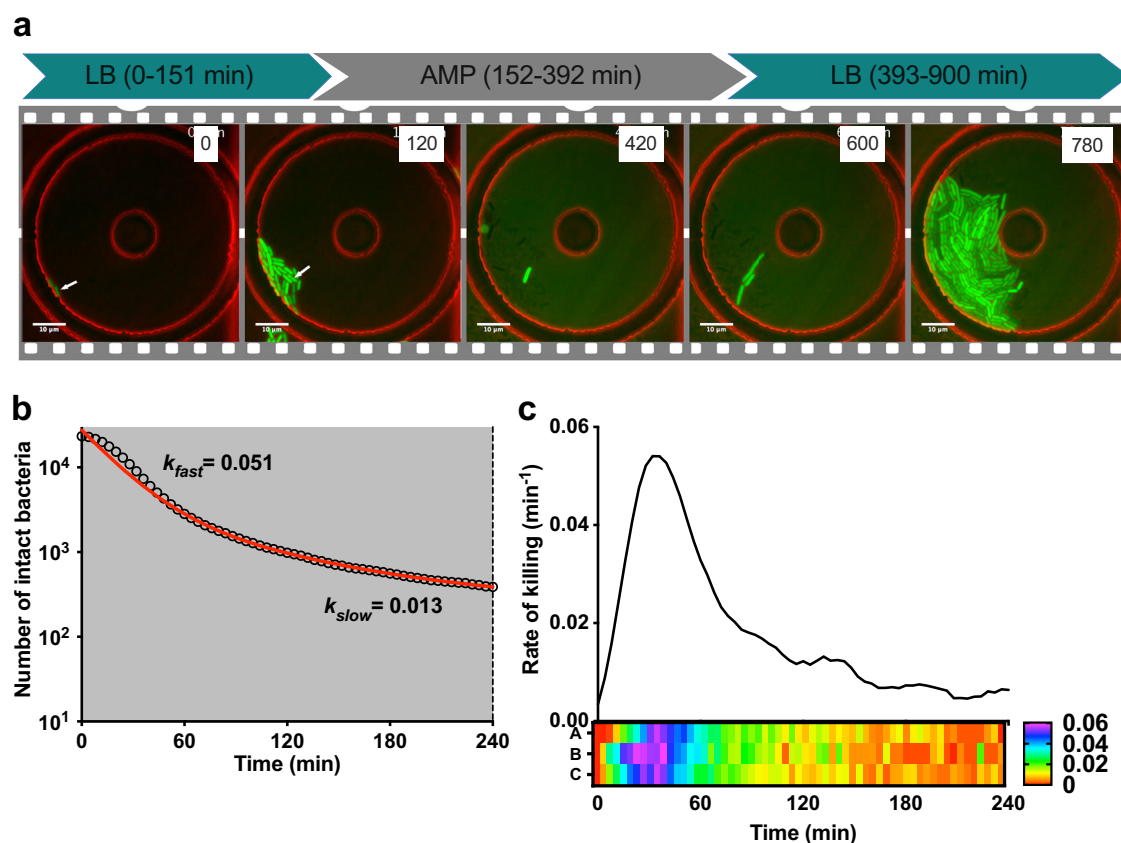 a
LB (0-151 min)
AMP (152-392 min)
LB (393-900 min)
0
120
420
600
780
10 µm
10 µm
10 µm
10 µm
10 µm
b
Number of intact bacteria
10⁴
10³
10²
10¹
kfast= 0.051
kslow= 0.013
0 60 120 180 240
Time (min)
c
Rate of killing (min⁻¹)
0.06
0.04
0.02
0.00
A
B
C
0.06
0.04
0.02
0
0 60 120 180 240
Time (min)